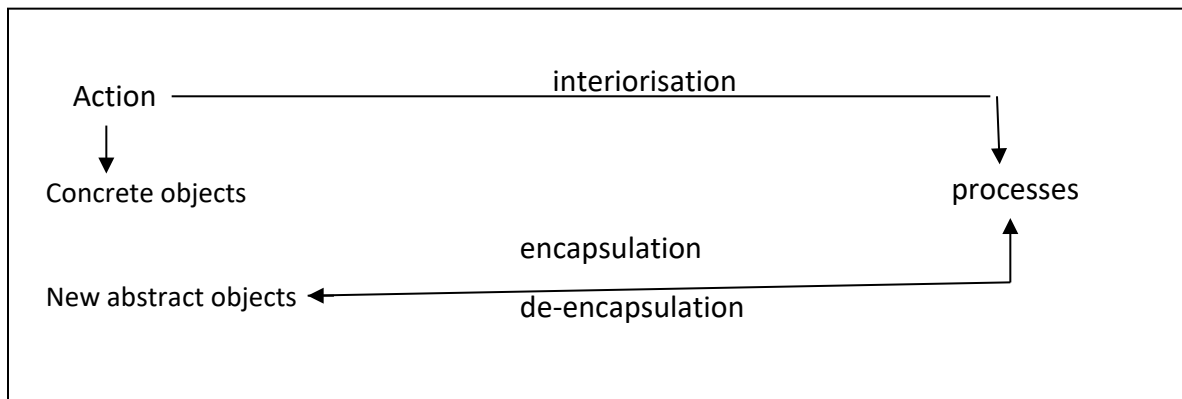 interiorisation
Action
Concrete objects
processes
encapsulation
New abstract objects
de-encapsulation